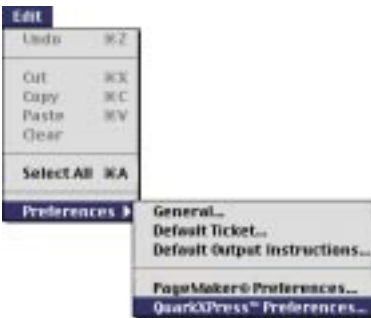 Edit
Undo ⌘Z
Cut ⌘X
Copy ⌘C
Paste ⌘V
Clear
Select All ⌘A
Preferences ▶
General...
Default Ticket...
Default Output Instructions...
PageMaker® Preferences...
QuarkXPress™ Preferences...